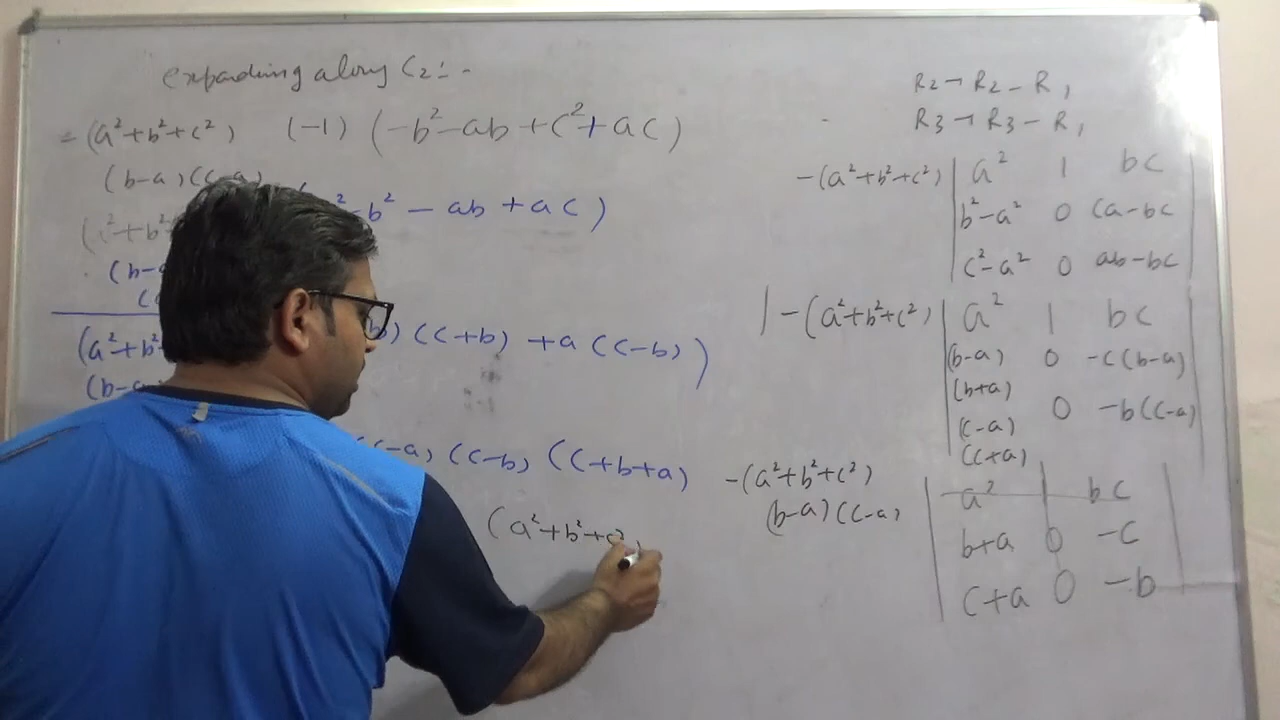 expanding along C₂:-
= (a²+b²+c²) (-1) (-b²-ab+c²+ac)
(b-a)
-b² - ab + ac)
(b-
(a²+b²
(c+b) + a(c-b))
(b-
(c-b) (c+b+a)
(a²+b²+c²
R₂→R₂-R₁
R₃→R₃-R₁
-(a²+b²+c²) | a² 1 bc |
| b²-a² 0 ca-bc |
| c²-a² 0 ab-bc |
-(a²+b²+c²) | a² 1 bc |
(b-a) 0 -c(b-a)
(b+a)
0 -b(c-a)
(c-a)
(c+a)
-(a²+b²+c²)
(b-a)(c-a) | a² 1 bc |
b+a 0 -c
c+a 0 -b